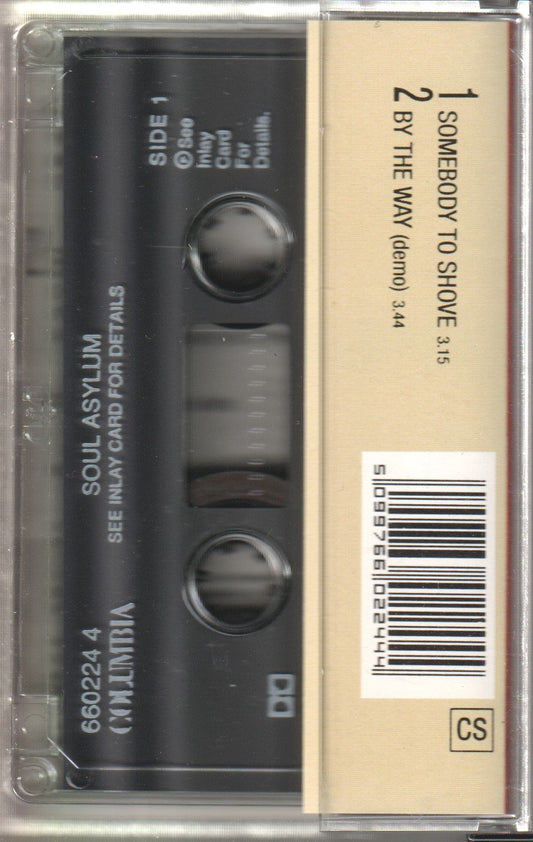 SIDE 1
Ⓟ See
Inlay
Card
For
Details.
SOUL ASYLUM
SEE INLAY CARD FOR DETAILS
660224 4
COLUMBIA
1 SOMEBODY TO SHOVE 3.15
2 BY THE WAY (demo) 3.44
5 099766 022444
CS